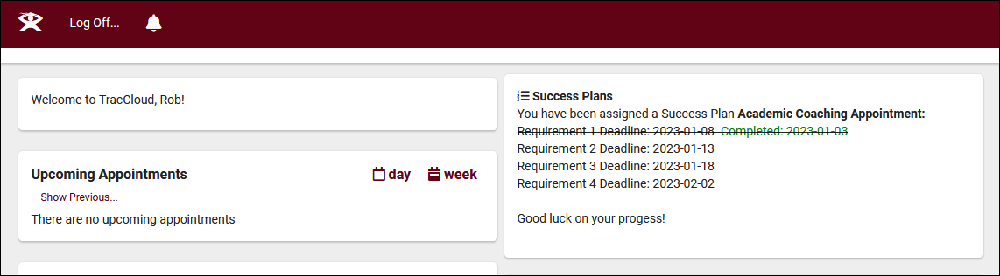 Log Off...
Welcome to TracCloud, Rob!
Upcoming Appointments day week
Show Previous...
There are no upcoming appointments
Success Plans
You have been assigned a Success Plan Academic Coaching Appointment:
Requirement 1 Deadline: 2023-01-08 Completed: 2023-01-03
Requirement 2 Deadline: 2023-01-13
Requirement 3 Deadline: 2023-01-18
Requirement 4 Deadline: 2023-02-02
Good luck on your progess!